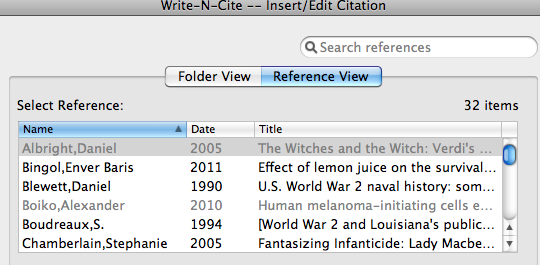 Write-N-Cite -- Insert/Edit Citation
Search references
Folder View Reference View
Select Reference: 32 items
Name Date Title
Albright,Daniel 2005 The Witches and the Witch: Verdi's ...
Bingol,Enver Baris 2011 Effect of lemon juice on the survival...
Blewett,Daniel 1990 U.S. World War 2 naval history: som...
Boiko,Alexander 2010 Human melanoma-initiating cells e...
Boudreaux,S. 1994 [World War 2 and Louisiana's public...
Chamberlain,Stephanie 2005 Fantasizing Infanticide: Lady Macbe...